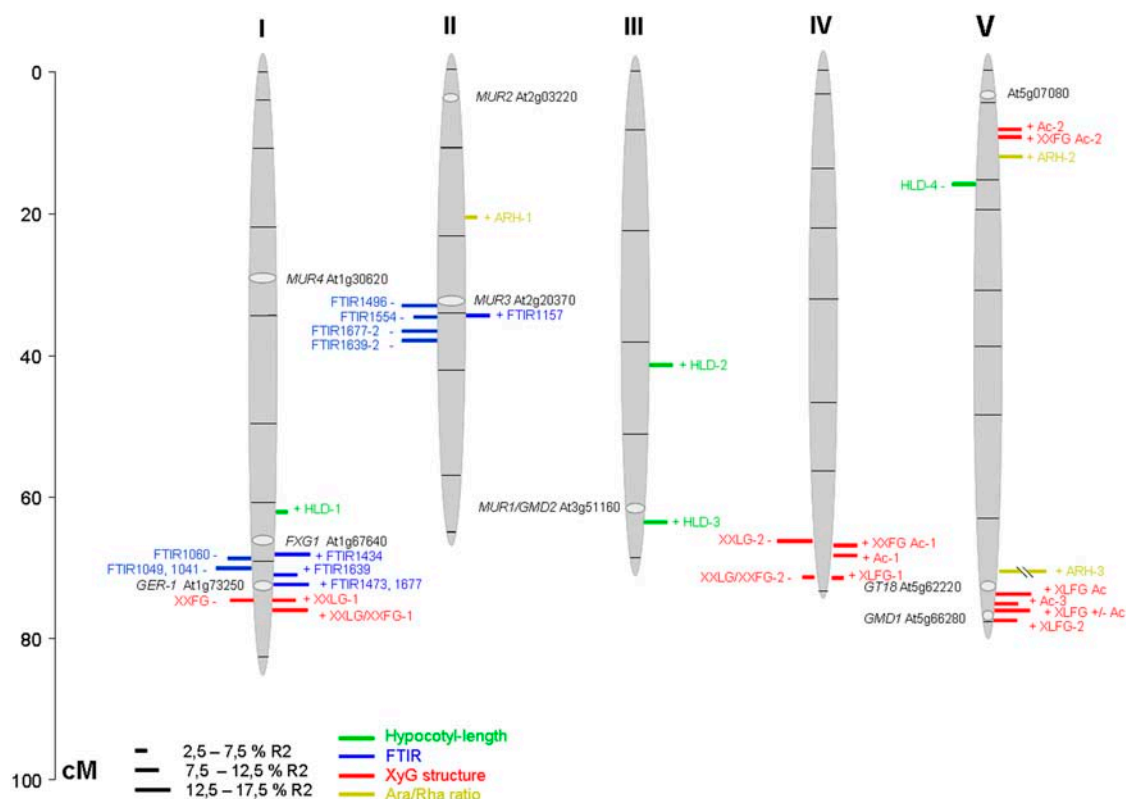 I II III IV V
0
20
40
60
80
100 cM
MUR4 At1g30620
+ HLD-1
FXG1 At1g67640
FTIR1060 -
+ FTIR1434
FTIR1049, 1041 -
+ FTIR1639
GER-1 At1g73250
+ FTIR1473, 1677
XXFG -
+ XXLG-1
+ XXLG/XXFG-1
MUR2 At2g03220
+ ARH-1
MUR3 At2g20370
FTIR1496 -
FTIR1554 -
+ FTIR1157
FTIR1677-2 -
FTIR1639-2 -
+ HLD-2
MUR1/GMD2 At3g51160
+ HLD-3
XXLG-2 -
+ XXFG Ac-1
+ Ac-1
XXLG/XXFG-2 -
+ XLFG-1
At5g07080
+ Ac-2
+ XXFG Ac-2
+ ARH-2
HLD-4 -
+ ARH-3
GT18 At5g62220
+ XLFG Ac
+ Ac-3
+ XLFG +/- Ac
GMD1 At5g66280
+ XLFG-2
2,5 – 7,5 % R2
7,5 – 12,5 % R2
12,5 – 17,5 % R2
Hypocotyl-length
FTIR
XyG structure
Ara/Rha ratio